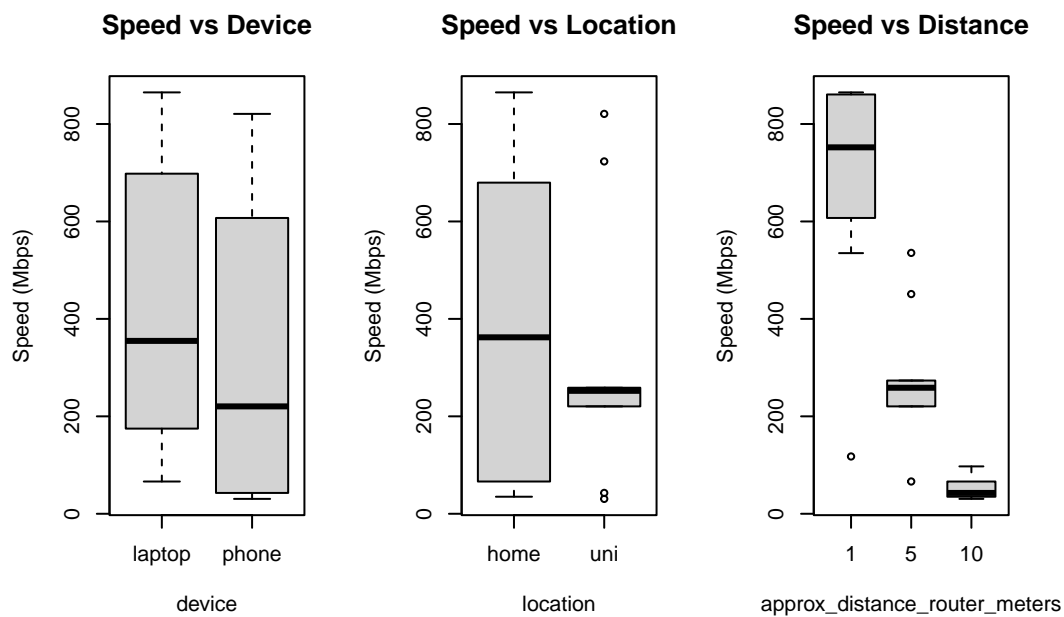 Speed vs Device
Speed (Mbps)
0
200
400
600
800
laptop
phone
device
Speed vs Location
Speed (Mbps)
0
200
400
600
800
home
uni
location
Speed vs Distance
Speed (Mbps)
0
200
400
600
800
1
5
10
approx_distance_router_meters